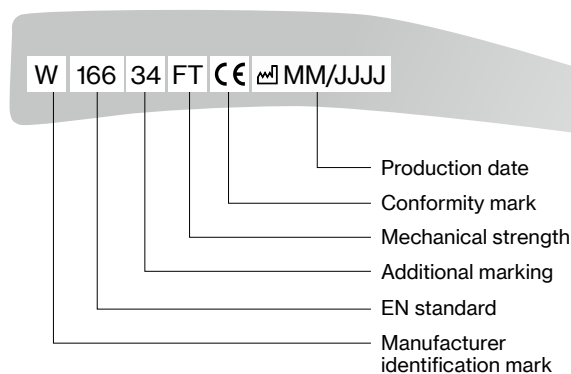 W 166 34 FT CE MM/JJJJ
Production date
Conformity mark
Mechanical strength
Additional marking
EN standard
Manufacturer
identification mark